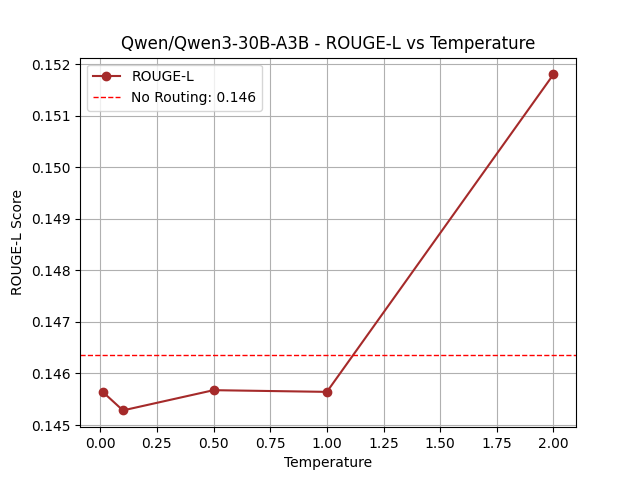 Qwen/Qwen3-30B-A3B - ROUGE-L vs Temperature
ROUGE-L
No Routing: 0.146
ROUGE-L Score
0.152
0.151
0.150
0.149
0.148
0.147
0.146
0.145
0.00 0.25 0.50 0.75 1.00 1.25 1.50 1.75 2.00
Temperature